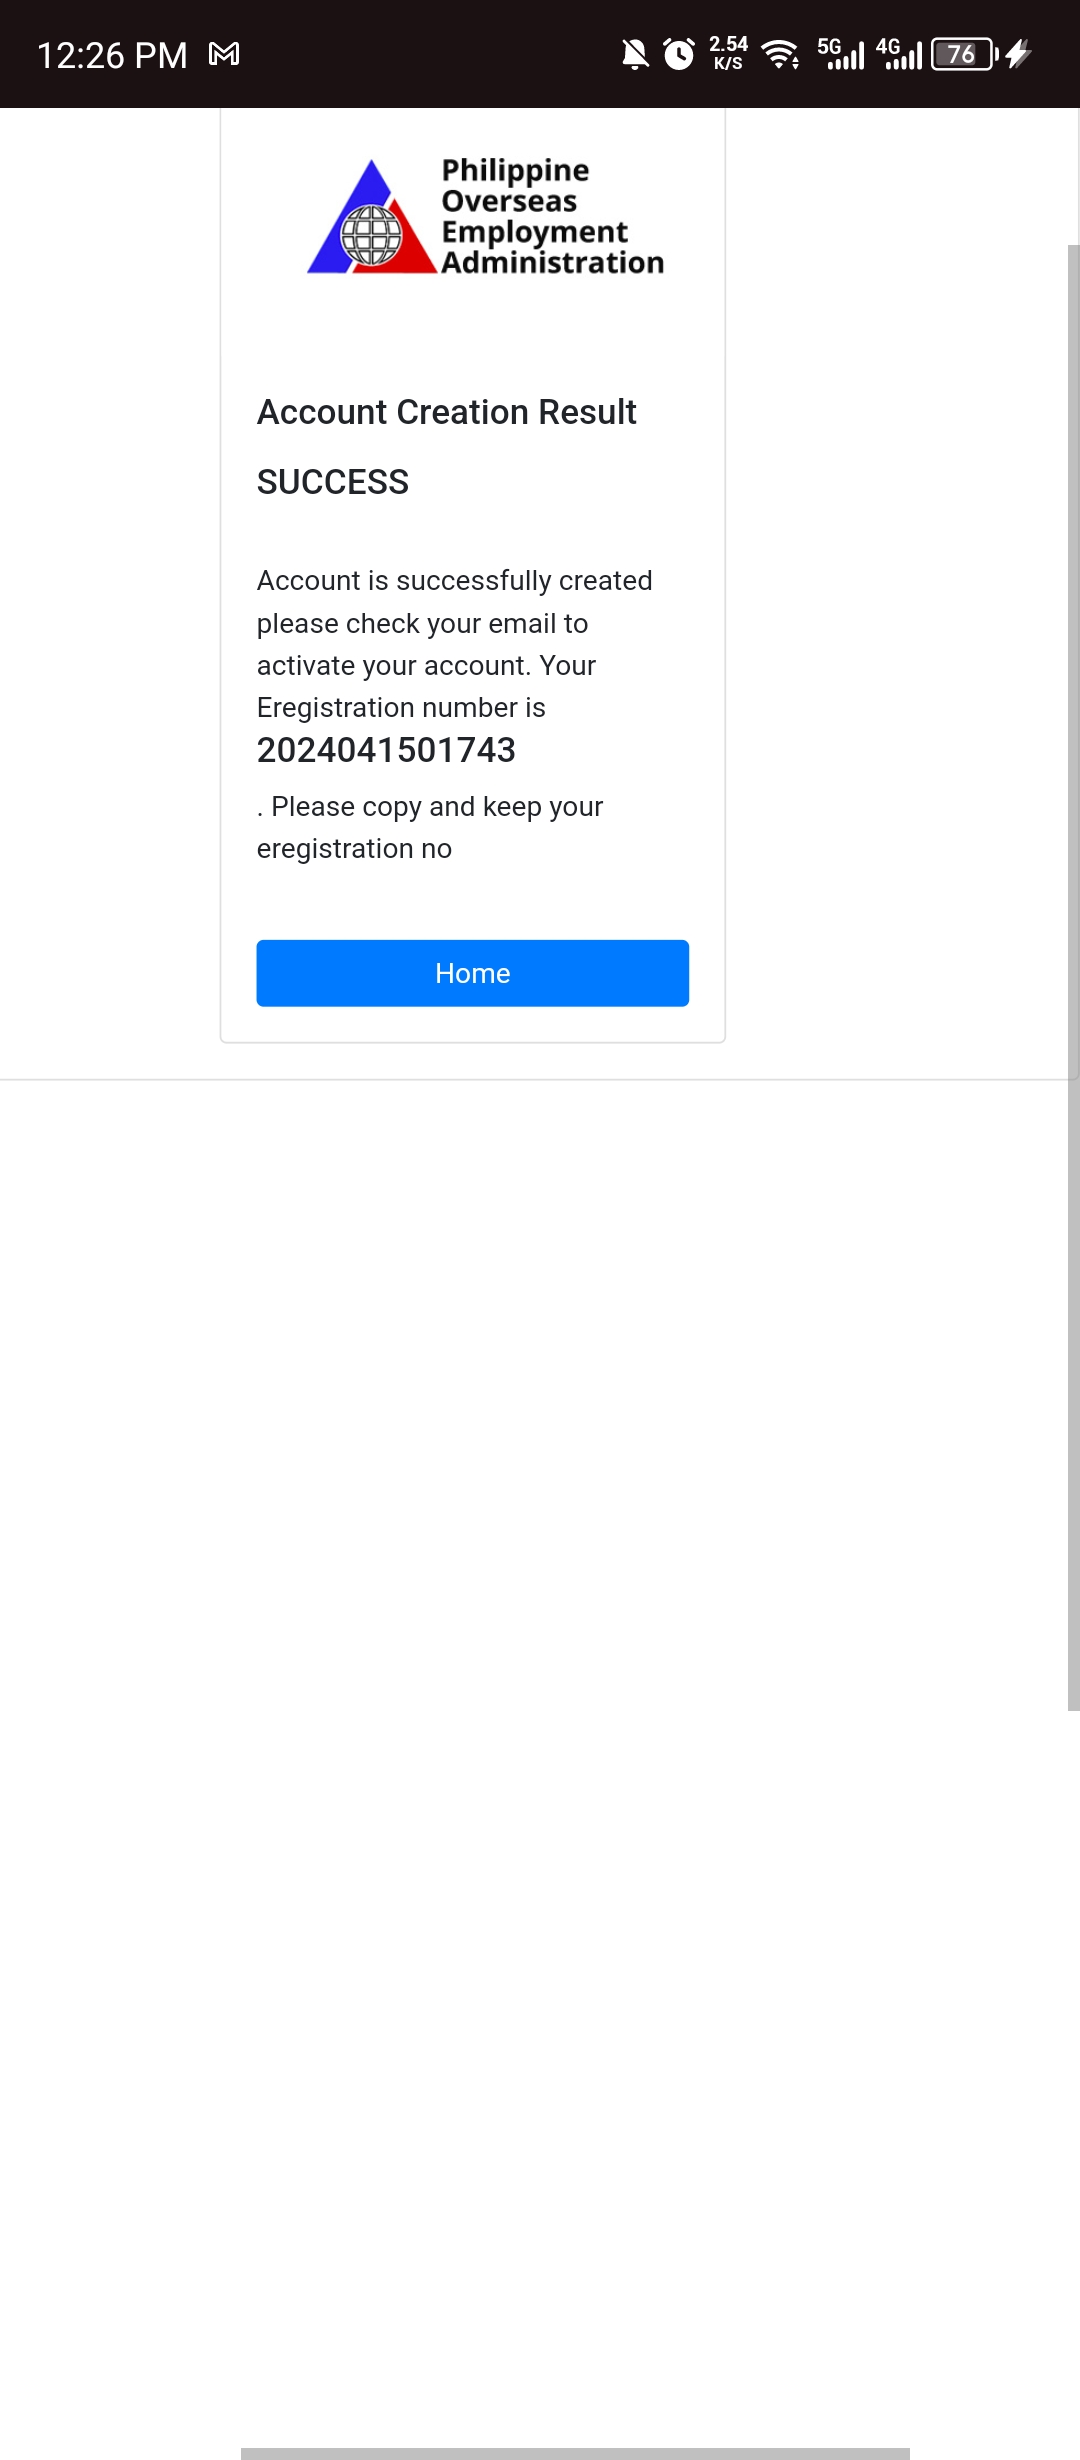 12:26 PM
2.54
K/S
5G
4G
76
Philippine
Overseas
Employment
Administration
Account Creation Result
SUCCESS
Account is successfully created
please check your email to
activate your account. Your
Eregistration number is
2024041501743
. Please copy and keep your
eregistration no
Home